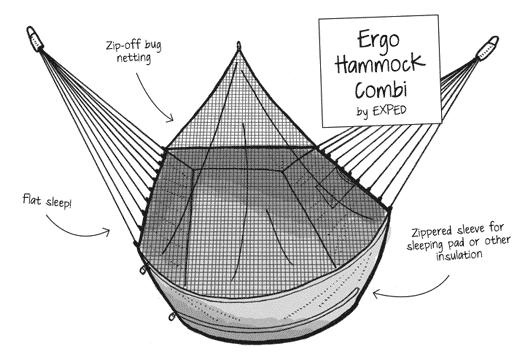 Ergo
Hammock
Combi
by EXPED
Zip-off bug
netting
Flat sleep!
Zippered sleeve for
sleeping pad or other
insulation